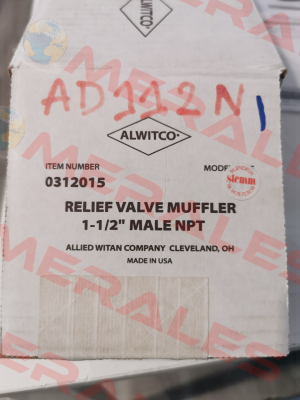 AD112N
ALWITCO
ITEM NUMBER
0312015
RELIEF VALVE MUFFLER
1-1/2" MALE NPT
ALLIED WITAN COMPANY CLEVELAND, OH
MADE IN USA
stemm